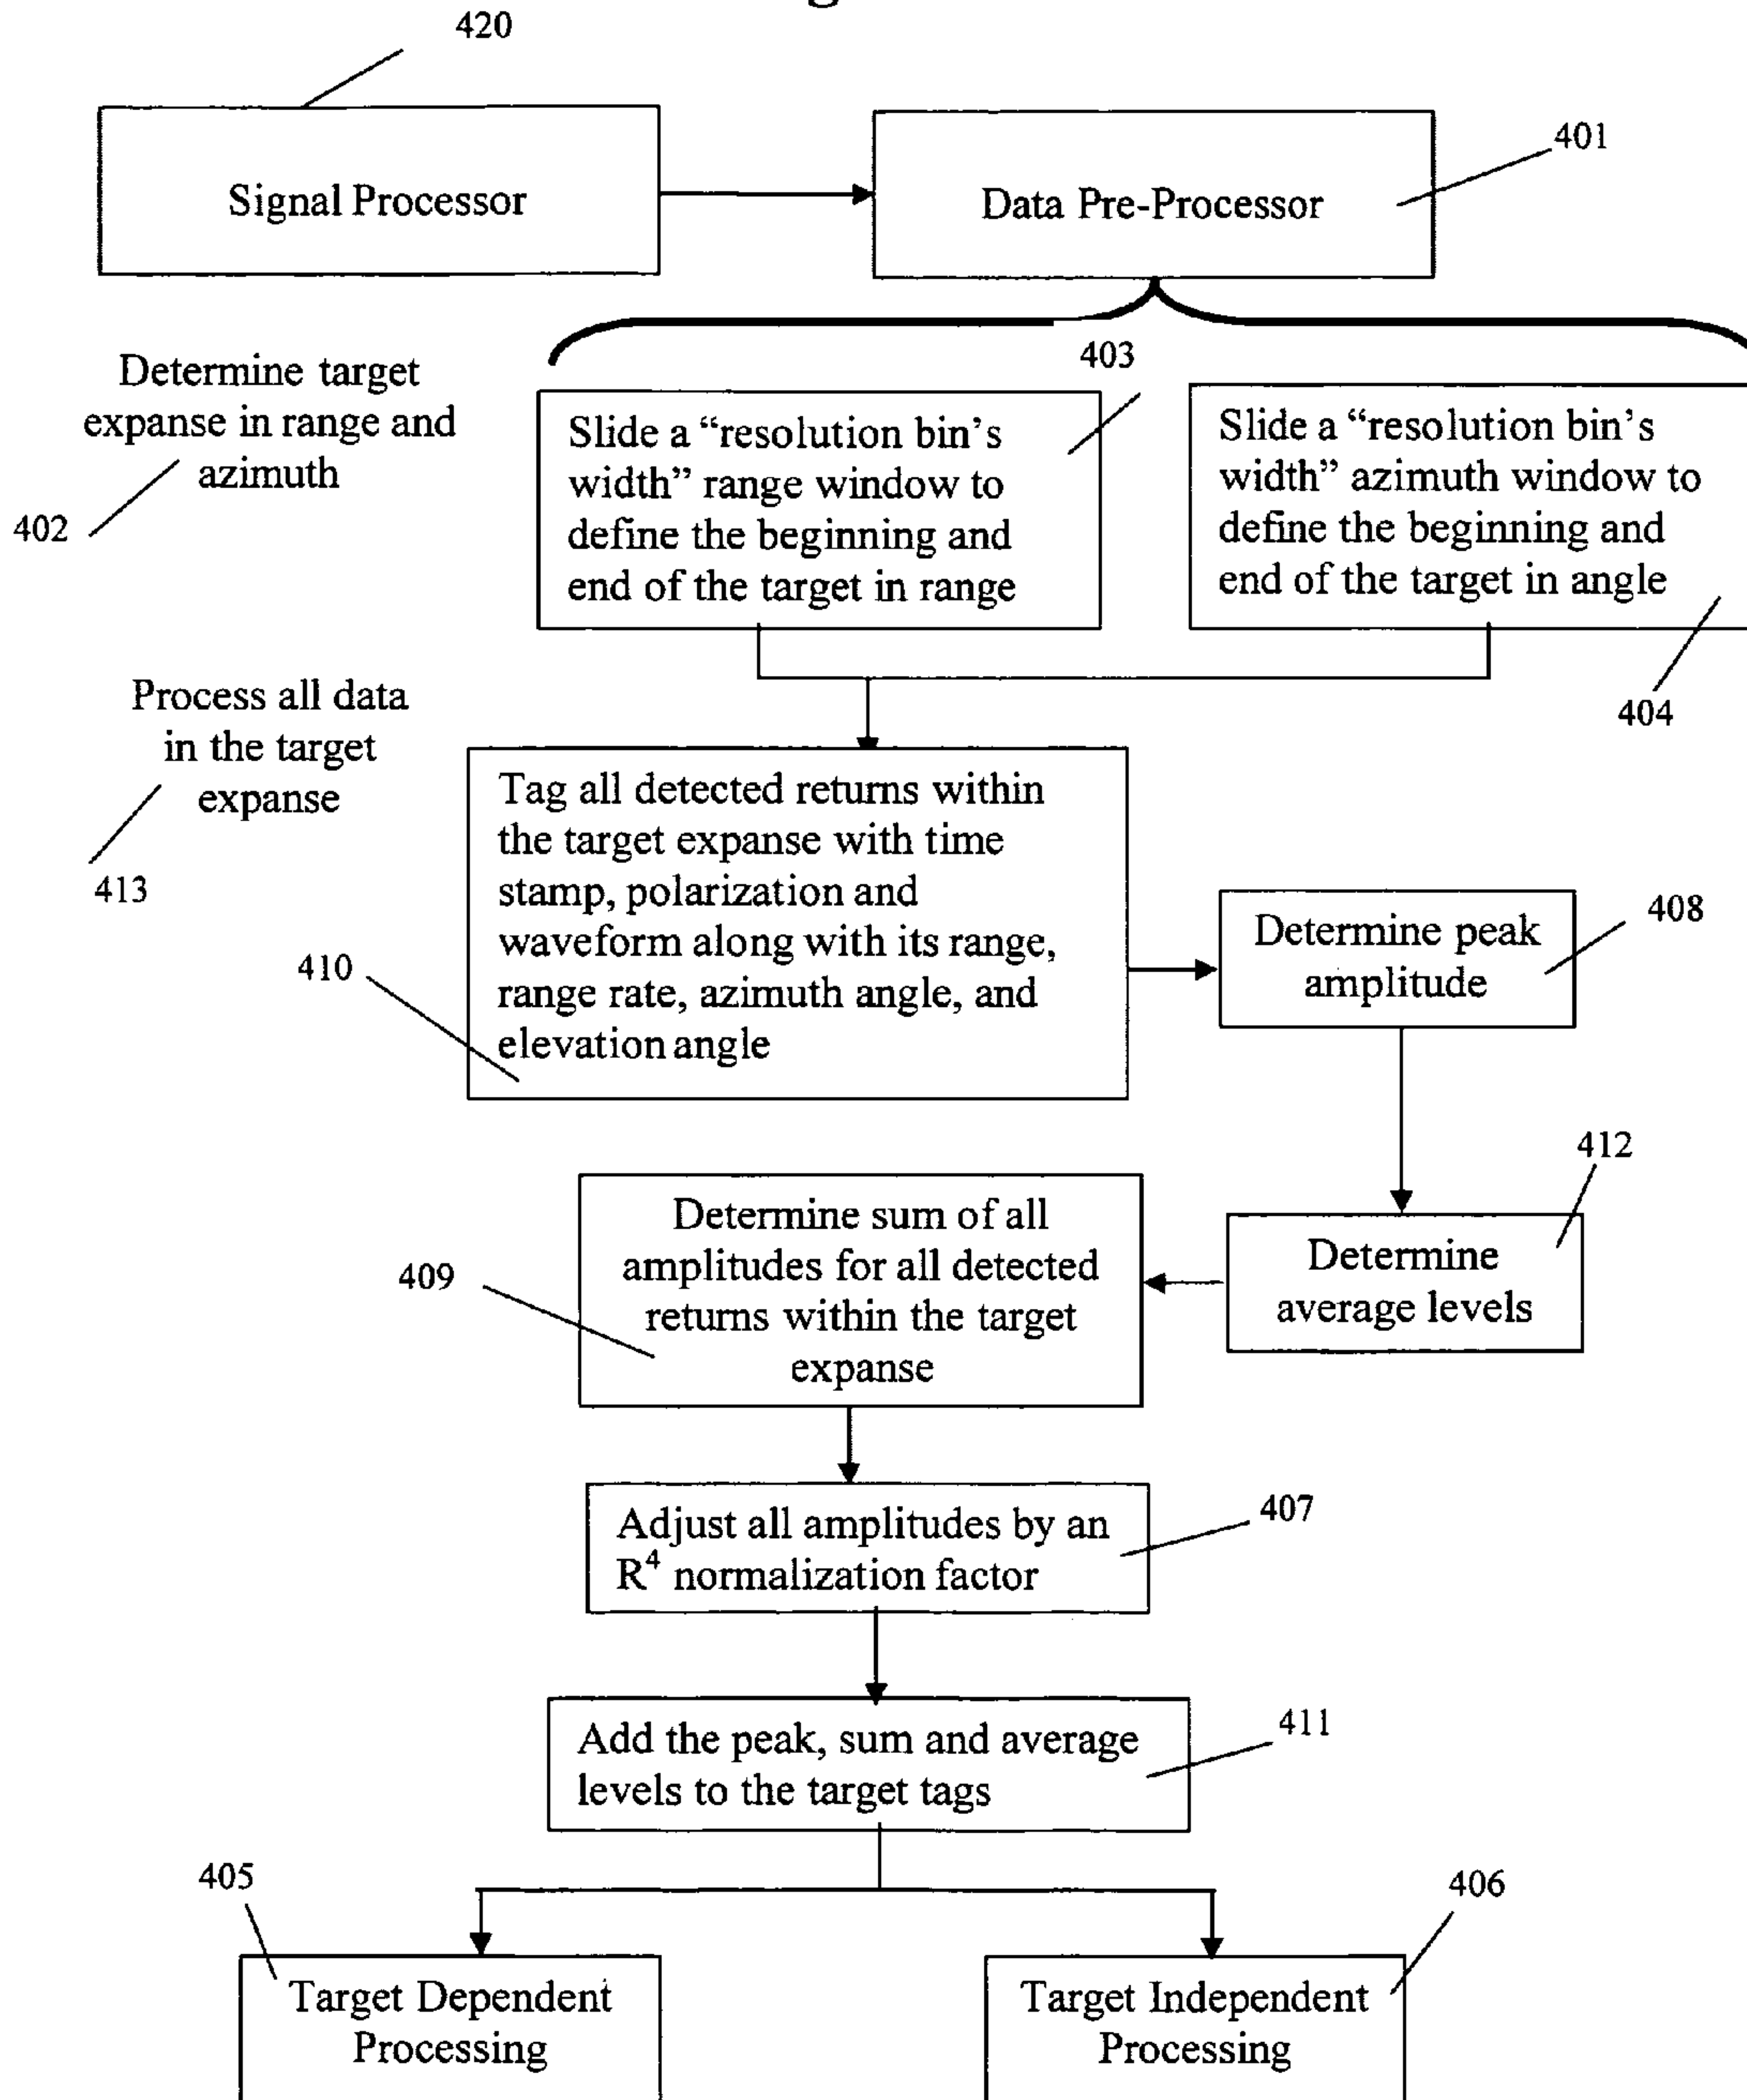 420
Signal Processor
Data Pre-Processor
401
Determine target
expanse in range and
azimuth
402
403
Slide a “resolution bin’s
width” range window to
define the beginning and
end of the target in range
Slide a “resolution bin’s
width” azimuth window to
define the beginning and
end of the target in angle
404
Process all data
in the target
expanse
413
Tag all detected returns within
the target expanse with time
stamp, polarization and
waveform along with its range,
range rate, azimuth angle, and
elevation angle
410
Determine peak
amplitude
408
412
Determine
average levels
Determine sum of all
amplitudes for all detected
returns within the target
expanse
409
Adjust all amplitudes by an
R⁴ normalization factor
407
Add the peak, sum and average
levels to the target tags
411
405
Target Dependent
Processing
406
Target Independent
Processing